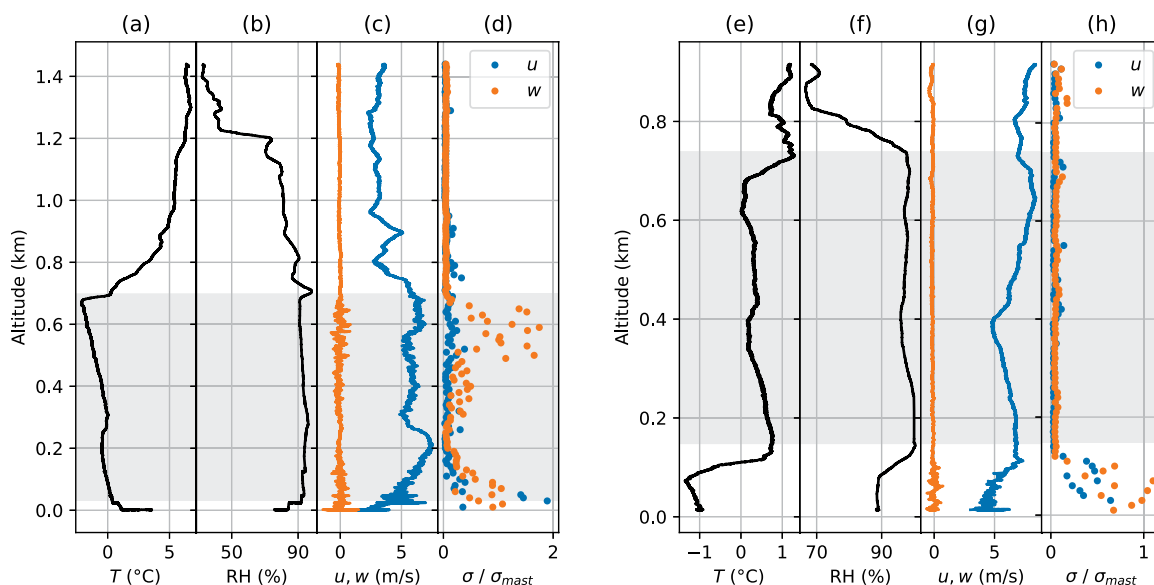 (a) (b) (c) (d) (e) (f) (g) (h)
u u
w w
1.4
1.2
1.0
0.8
0.6
0.4
0.2
0.0
Altitude (km)
0 5 50 90 0 5 0 2
T (°C) RH (%) u, w (m/s) σ / σmast
0.8
0.6
0.4
0.2
0.0
Altitude (km)
−1 0 1 70 90 0 5 0 1
T (°C) RH (%) u, w (m/s) σ / σmast